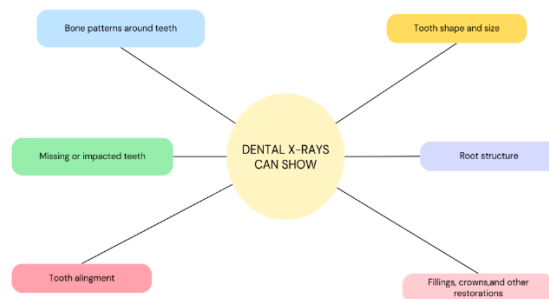 Bone patterns around teeth
Tooth shape and size
DENTAL X-RAYS
CAN SHOW
Missing or impacted teeth
Root structure
Tooth alingment
Fillings, crowns,and other
restorations